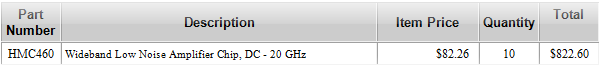 Part Number Description Item Price Quantity Total
HMC460 Wideband Low Noise Amplifier Chip, DC - 20 GHz $82.26 10 $822.60